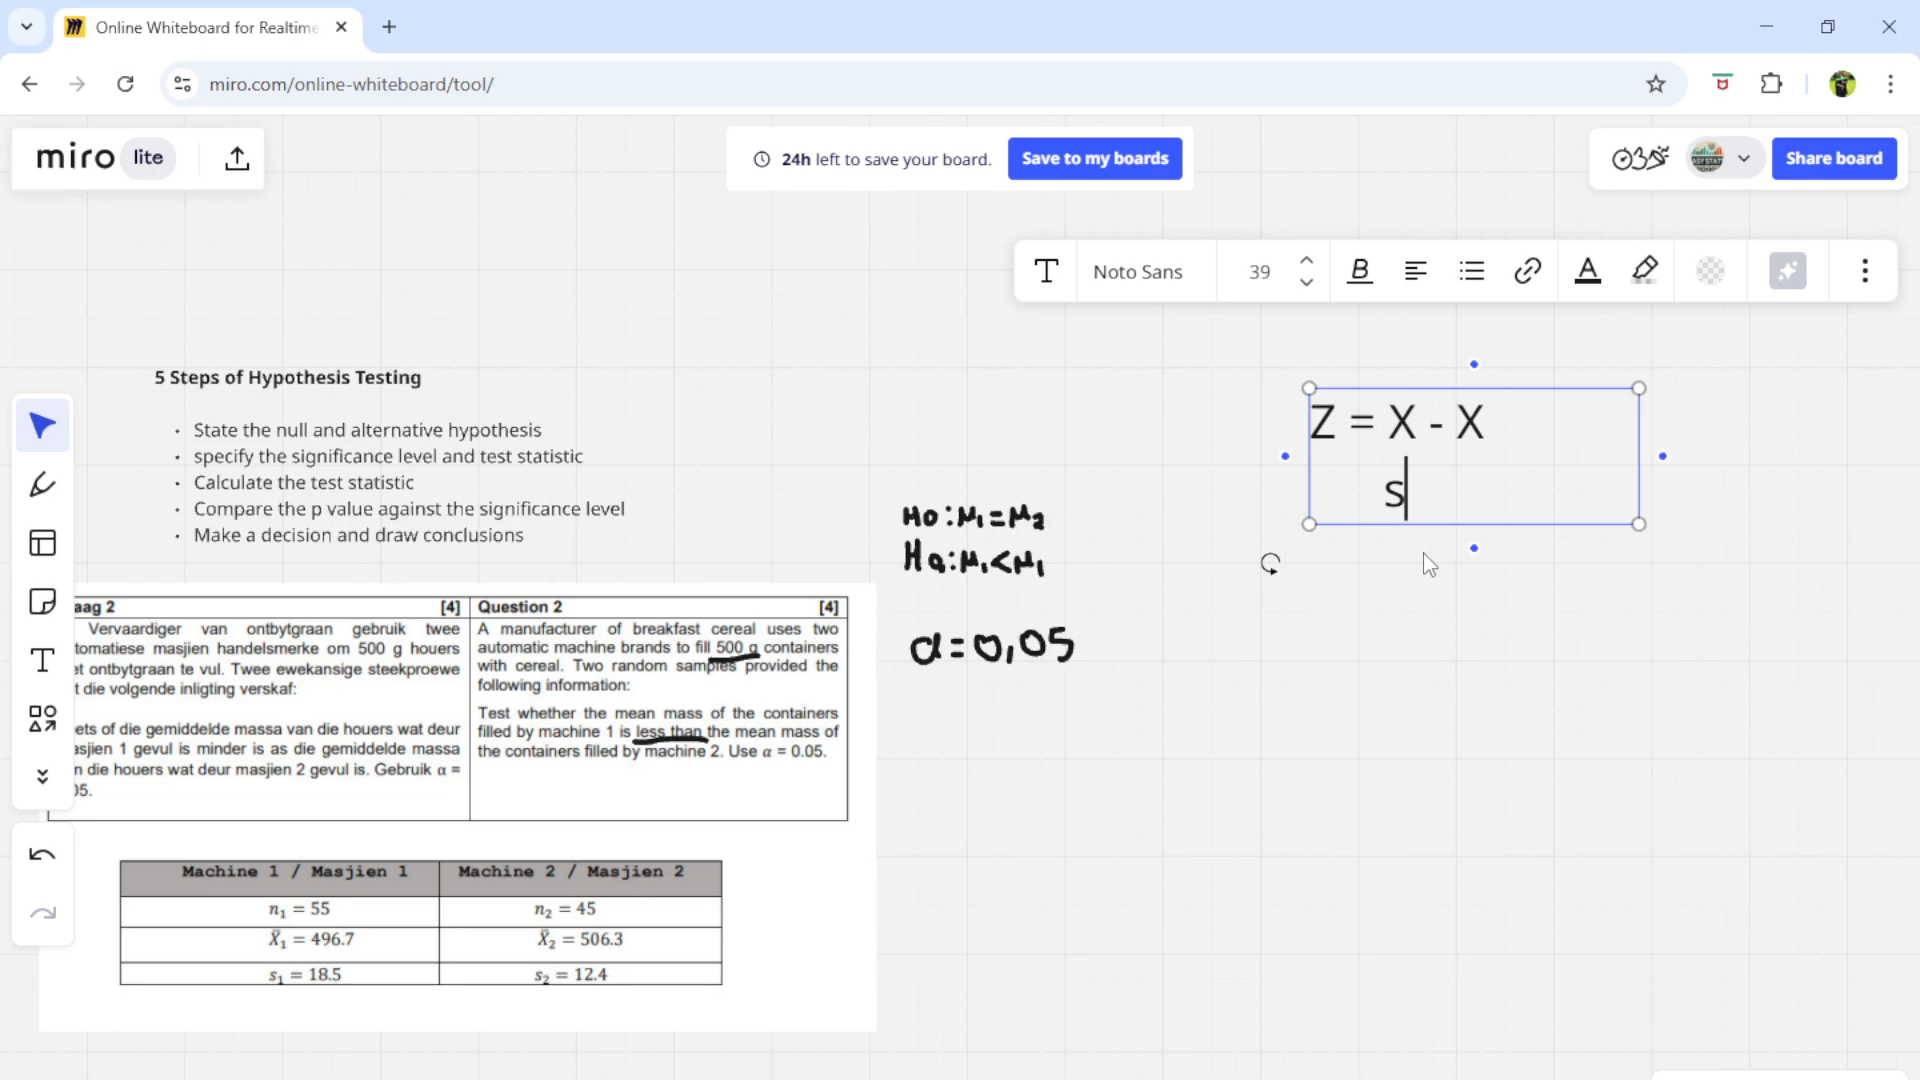 Online Whiteboard for Realtime
miro.com/online-whiteboard/tool/
miro lite
24h left to save your board.
Save to my boards
Share board
Noto Sans
39
5 Steps of Hypothesis Testing
· State the null and alternative hypothesis
· specify the significance level and test statistic
· Calculate the test statistic
· Compare the p value against the significance level
· Make a decision and draw conclusions
Z = X - X
s
Ho:μ₁=μ₂
Ha:μ₁<μ₁
α=0,05
aag 2 [4]
Vervaardiger van ontbytgraan gebruik twee
tomatiese masjien handelsmerke om 500 g houers
et ontbytgraan te vul. Twee ewekansige steekproewe
t die volgende inligting verskaf:
ets of die gemiddelde massa van die houers wat deur
asjien 1 gevul is minder is as die gemiddelde massa
n die houers wat deur masjien 2 gevul is. Gebruik α =
05.
Question 2 [4]
A manufacturer of breakfast cereal uses two
automatic machine brands to fill 500 g containers
with cereal. Two random samples provided the
following information:
Test whether the mean mass of the containers
filled by machine 1 is less than the mean mass of
the containers filled by machine 2. Use α = 0.05.
Machine 1 / Masjien 1 Machine 2 / Masjien 2
n₁ = 55 n₂ = 45
X̄₁ = 496.7 X̄₂ = 506.3
s₁ = 18.5 s₂ = 12.4